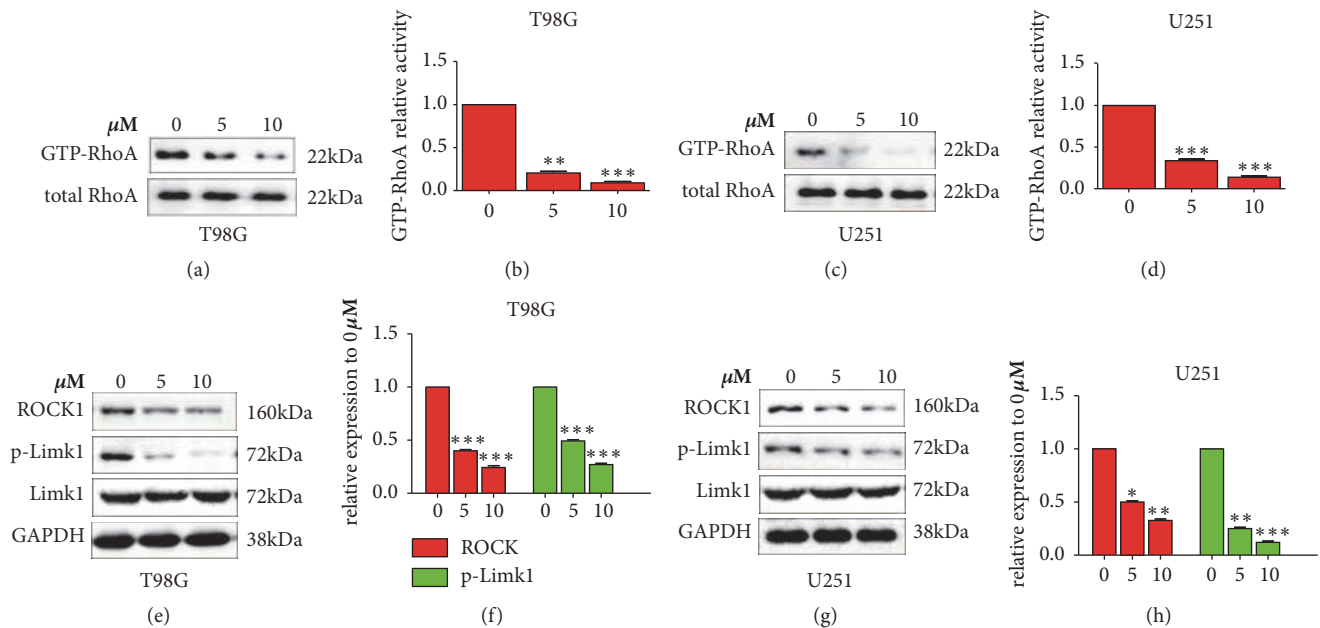 μM 0 5 10
GTP-RhoA 22kDa
total RhoA 22kDa
T98G
(a)
T98G
GTP-RhoA relative activity
1.5
1.0
0.5
0.0
** ***
0 5 10
(b)
μM 0 5 10
GTP-RhoA 22kDa
total RhoA 22kDa
U251
(c)
U251
GTP-RhoA relative activity
1.5
1.0
0.5
0.0
*** ***
0 5 10
(d)
μM 0 5 10
ROCK1 160kDa
p-Limk1 72kDa
Limk1 72kDa
GAPDH 38kDa
T98G
(e)
T98G
relative expression to 0 μM
1.5
1.0
0.5
0.0
*** *** *** ***
0 5 10 0 5 10
ROCK
p-Limk1
(f)
μM 0 5 10
ROCK1 160kDa
p-Limk1 72kDa
Limk1 72kDa
GAPDH 38kDa
U251
(g)
U251
relative expression to 0 μM
1.5
1.0
0.5
0.0
* ** ** ***
0 5 10 0 5 10
(h)